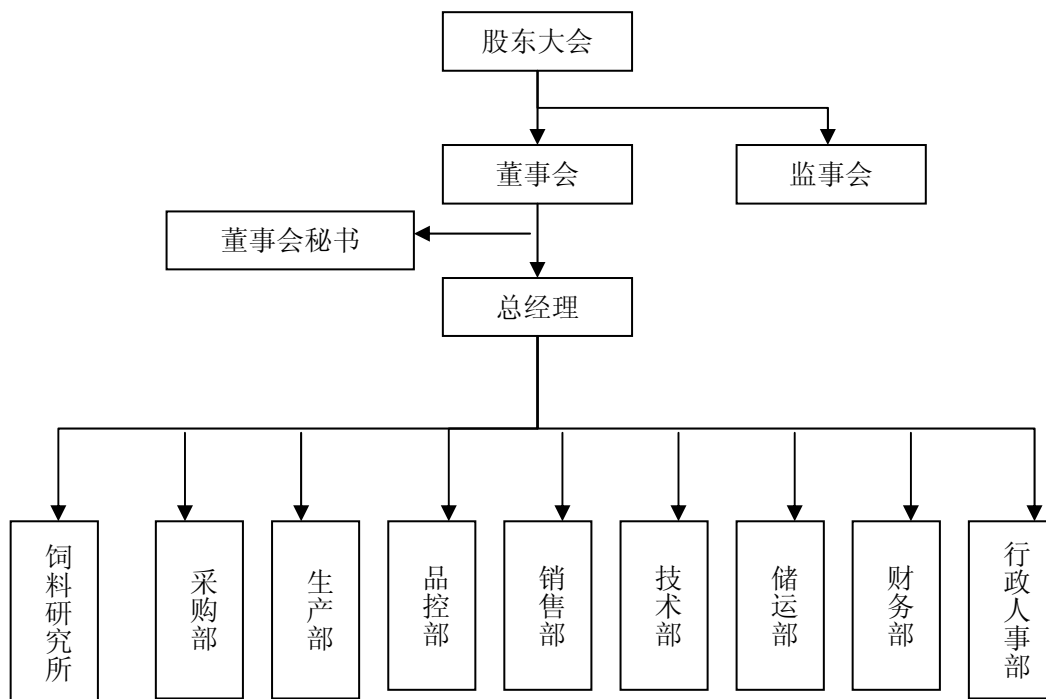 股东大会
董事会
监事会
董事会秘书
总经理
饲料研究所
采购部
生产部
品控部
销售部
技术部
储运部
财务部
行政人事部